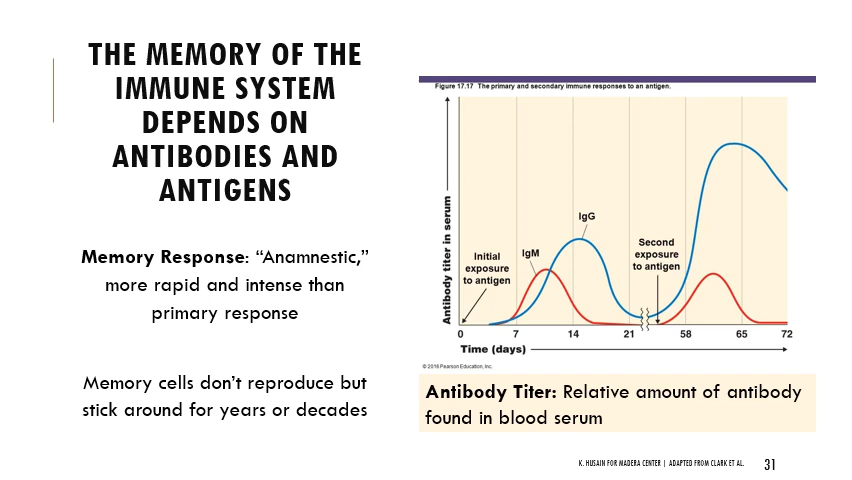 THE MEMORY OF THE
IMMUNE SYSTEM
DEPENDS ON
ANTIBODIES AND
ANTIGENS
Memory Response: “Anamnestic,”
more rapid and intense than
primary response
Memory cells don’t reproduce but
stick around for years or decades
Figure 17.17 The primary and secondary immune responses to an antigen.
Antibody titer in serum
Initial
exposure
to antigen
IgM
IgG
Second
exposure
to antigen
0 7 14 21 58 65 72
Time (days)
© 2016 Pearson Education, Inc.
Antibody Titer: Relative amount of antibody
found in blood serum
K. HUSAIN FOR MADERA CENTER | ADAPTED FROM CLARK ET AL. 31